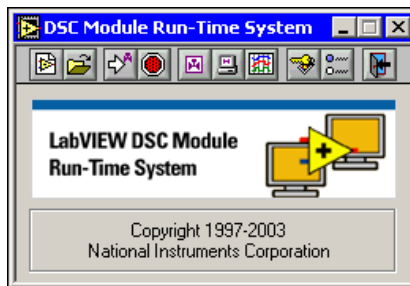 DSC Module Run-Time System
LabVIEW DSC Module
Run-Time System
Copyright 1997-2003
National Instruments Corporation